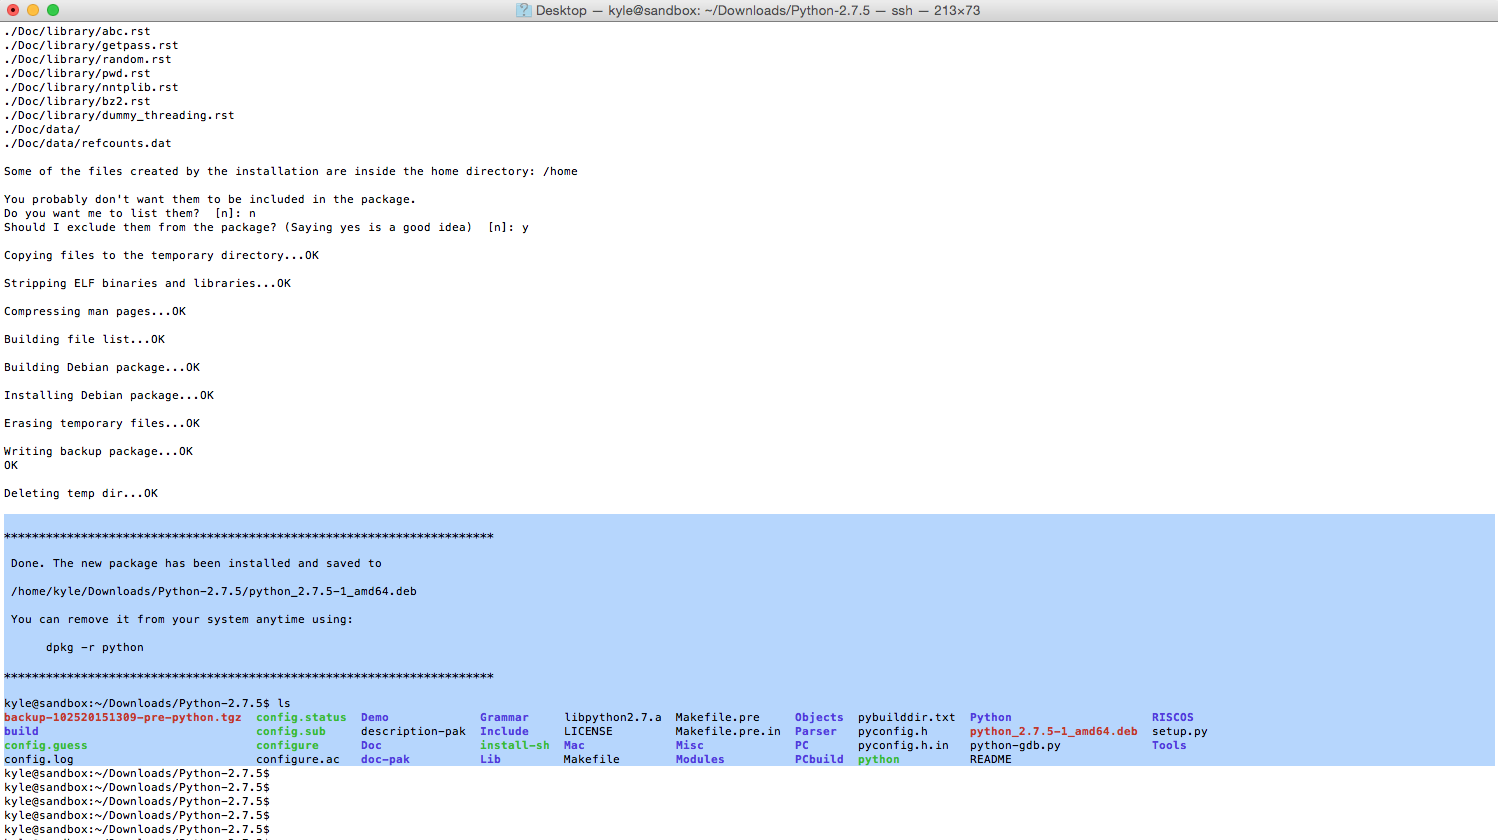 Desktop — kyle@sandbox: ~/Downloads/Python-2.7.5 — ssh — 213×73
./Doc/library/abc.rst
./Doc/library/getpass.rst
./Doc/library/random.rst
./Doc/library/pwd.rst
./Doc/library/nntplib.rst
./Doc/library/bz2.rst
./Doc/library/dummy_threading.rst
./Doc/data/
./Doc/data/refcounts.dat
Some of the files created by the installation are inside the home directory: /home
You probably don't want them to be included in the package.
Do you want me to list them?  [n]: n
Should I exclude them from the package? (Saying yes is a good idea)  [n]: y
Copying files to the temporary directory...OK
Stripping ELF binaries and libraries...OK
Compressing man pages...OK
Building file list...OK
Building Debian package...OK
Installing Debian package...OK
Erasing temporary files...OK
Writing backup package...OK
OK
Deleting temp dir...OK
**********************************************************************
Done. The new package has been installed and saved to
/home/kyle/Downloads/Python-2.7.5/python_2.7.5-1_amd64.deb
You can remove it from your system anytime using:
dpkg -r python
**********************************************************************
kyle@sandbox:~/Downloads/Python-2.7.5$ ls
backup-102520151309-pre-python.tgz  config.status  Demo  Grammar  libpython2.7.a  Makefile.pre  Objects  pybuilddir.txt  Python  RISCOS
build  config.sub  description-pak  Include  LICENSE  Makefile.pre.in  Parser  pyconfig.h  python_2.7.5-1_amd64.deb  setup.py
config.guess  configure  Doc  install-sh  Mac  Misc  PC  pyconfig.h.in  python-gdb.py  Tools
config.log  configure.ac  doc-pak  Lib  Makefile  Modules  PCbuild  python  README
kyle@sandbox:~/Downloads/Python-2.7.5$
kyle@sandbox:~/Downloads/Python-2.7.5$
kyle@sandbox:~/Downloads/Python-2.7.5$
kyle@sandbox:~/Downloads/Python-2.7.5$
kyle@sandbox:~/Downloads/Python-2.7.5$